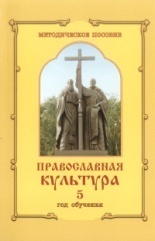 МЕТОДИЧЕСКОЕ ПОСОБИЕ
ПРАВОСЛАВНАЯ
КУЛЬТУРА
5
год обучения